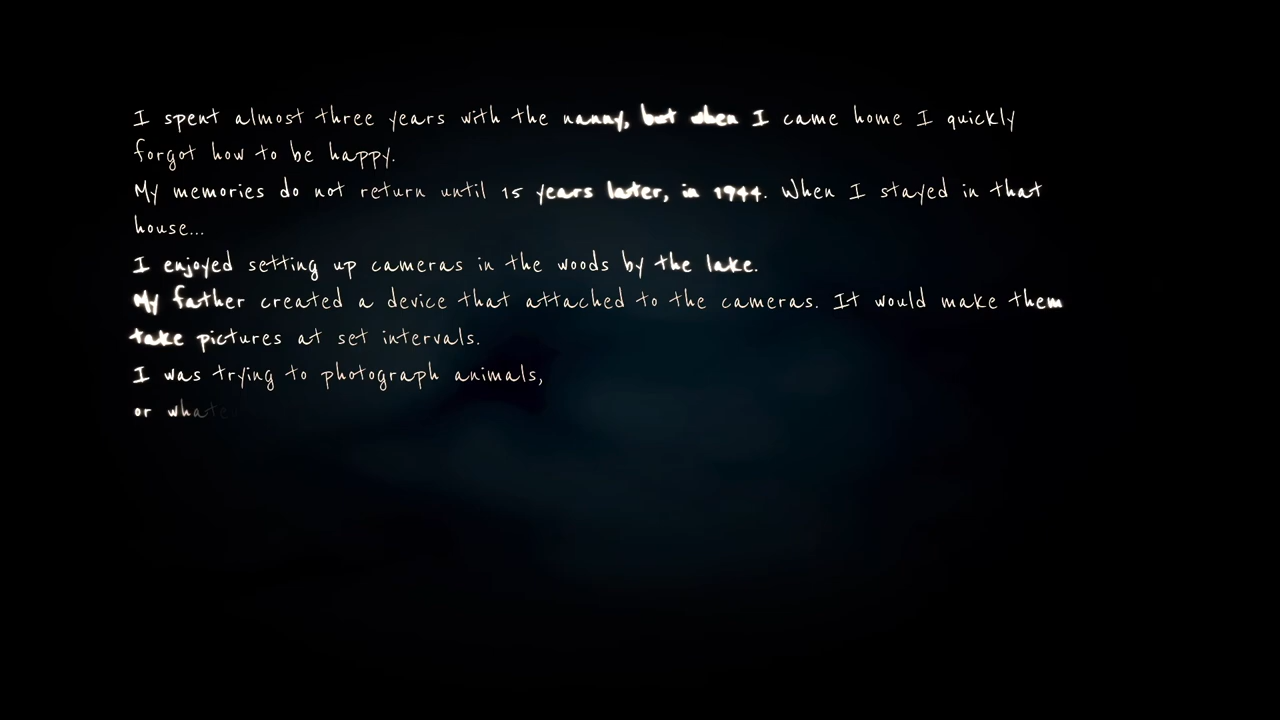 I spent almost three years with the nanny, but when I came home I quickly
forgot how to be happy.
My memories do not return until 15 years later, in 1944. When I stayed in that
house...
I enjoyed setting up cameras in the woods by the lake.
My father created a device that attached to the cameras. It would make them
take pictures at set intervals.
I was trying to photograph animals,
or whate